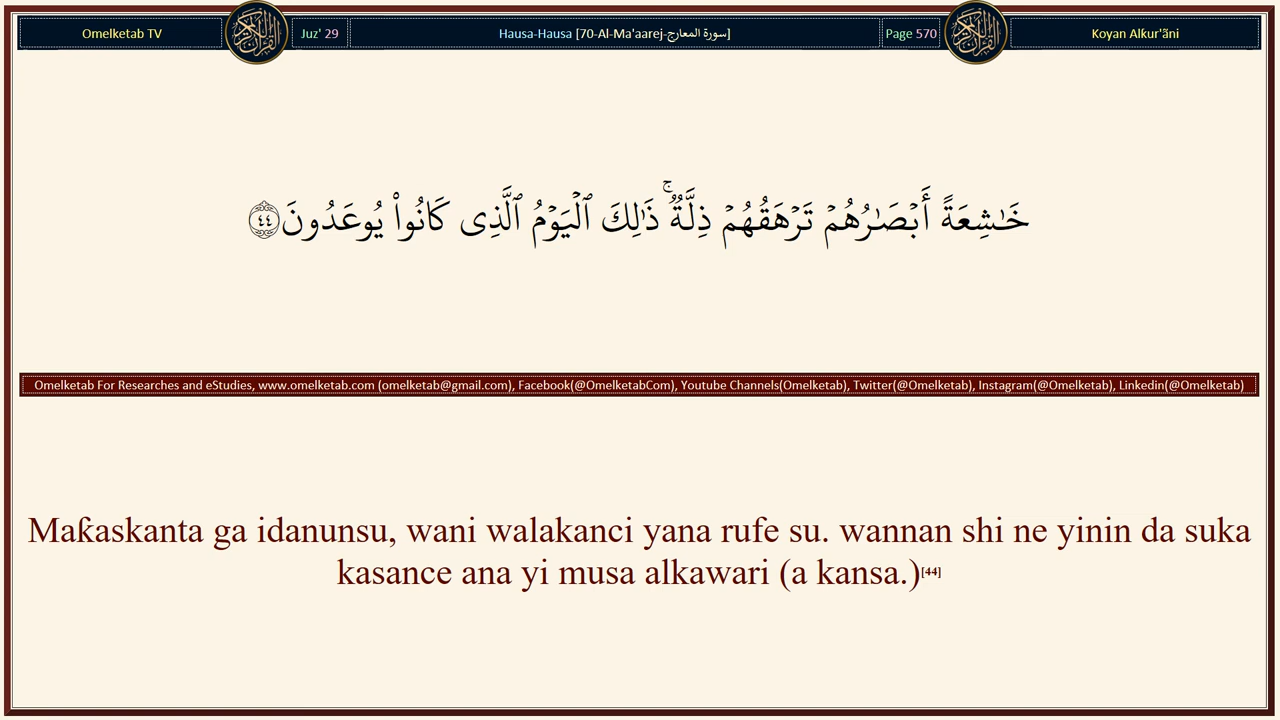 Omelketab TV
Juz' 29
Hausa-Hausa [70-Al-Ma'aarej-سورة المعارج]
Page 570
Koyan Alƙur'ãni
خَٰشِعَةً أَبْصَٰرُهُمْ تَرْهَقُهُمْ ذِلَّةٌ ۚ ذَٰلِكَ ٱلْيَوْمُ ٱلَّذِى كَانُوا۟ يُوعَدُونَ ٤٤
Omelketab For Researches and eStudies, www.omelketab.com (omelketab@gmail.com), Facebook(@OmelketabCom), Youtube Channels(Omelketab), Twitter(@Omelketab), Instagram(@Omelketab), Linkedin(@Omelketab)
Maƙaskanta ga idanunsu, wani walakanci yana rufe su. wannan shi ne yinin da suka
kasance ana yi musa alkawari (a kansa.)[44]